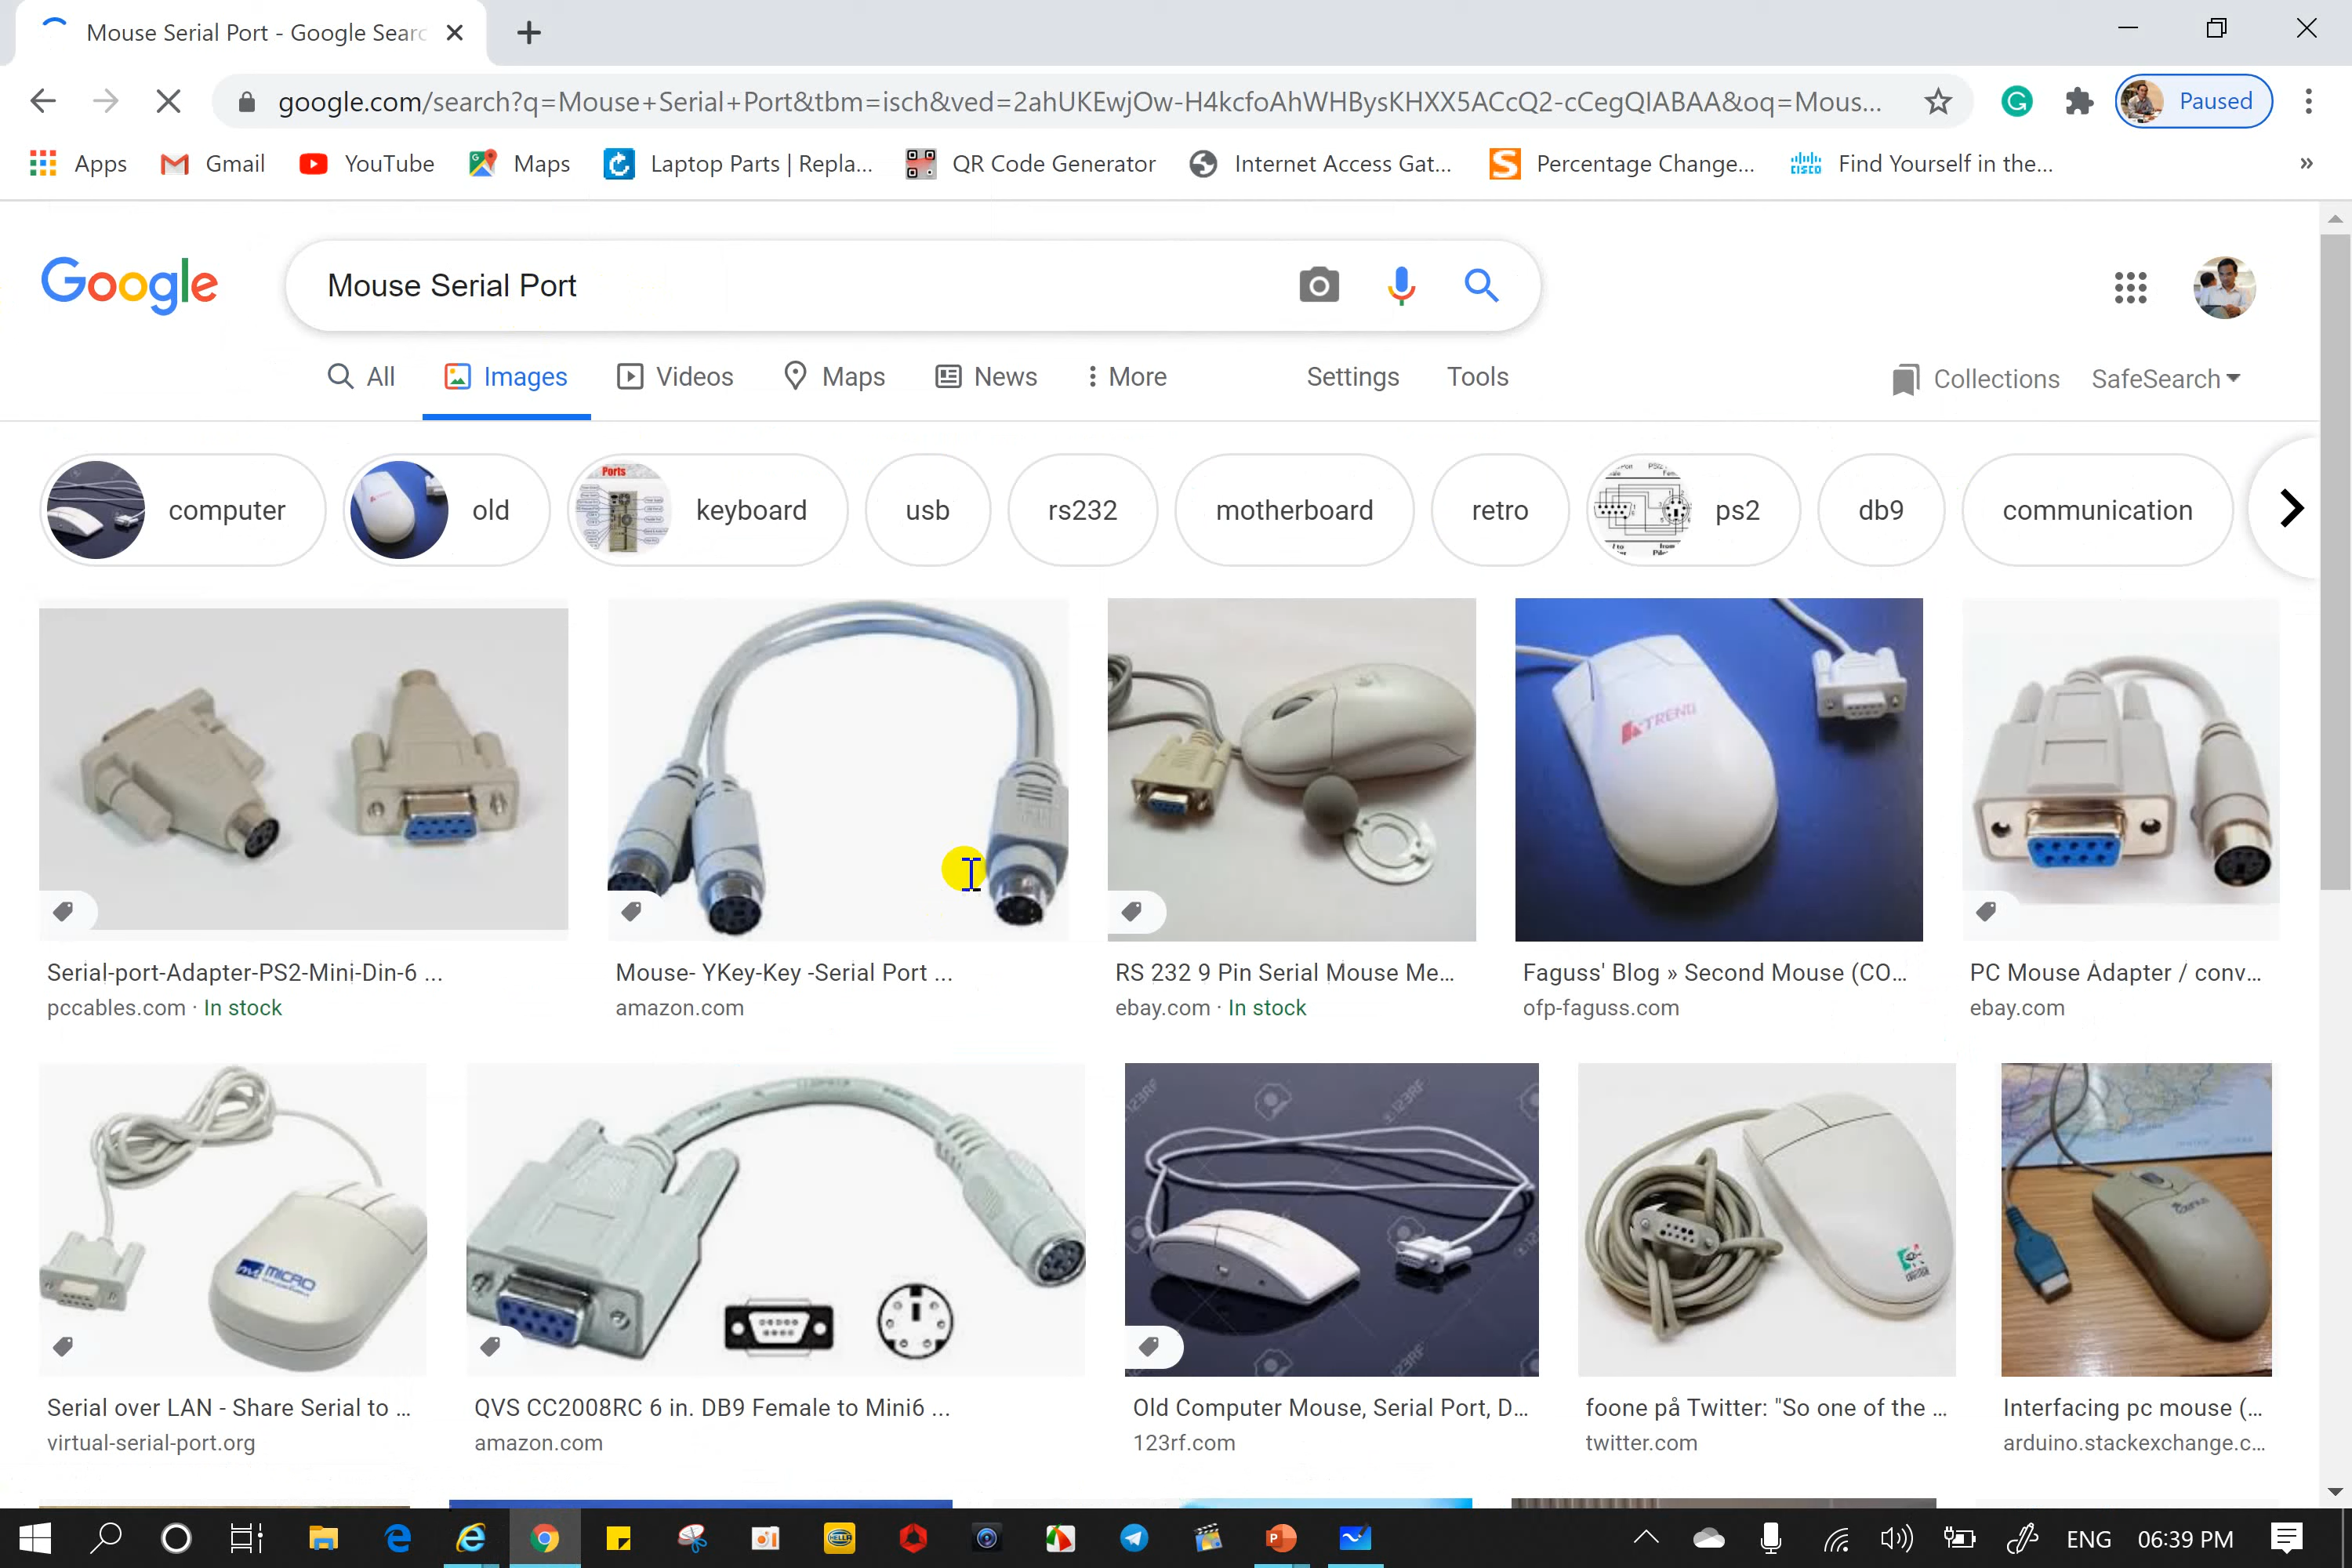 Mouse Serial Port - Google Searc
google.com/search?q=Mouse+Serial+Port&tbm=isch&ved=2ahUKEwjOw-H4kcfoAhWHBysKHXX5ACcQ2-cCegQIABAA&oq=Mous...
Paused
Apps Gmail YouTube Maps Laptop Parts | Repla... QR Code Generator Internet Access Gat... Percentage Change... Find Yourself in the...
Google
Mouse Serial Port
All Images Videos Maps News More Settings Tools Collections SafeSearch
computer old keyboard usb rs232 motherboard retro ps2 db9 communication
Ports
TREND
Serial-port-Adapter-PS2-Mini-Din-6 ...
pccables.com · In stock
Mouse- YKey-Key -Serial Port ...
amazon.com
RS 232 9 Pin Serial Mouse Me...
ebay.com · In stock
Faguss' Blog » Second Mouse (CO...
ofp-faguss.com
PC Mouse Adapter / conv...
ebay.com
MICRO
123RF
Serial over LAN - Share Serial to ...
virtual-serial-port.org
QVS CC2008RC 6 in. DB9 Female to Mini6 ...
amazon.com
Old Computer Mouse, Serial Port, D...
123rf.com
foone på Twitter: "So one of the ...
twitter.com
Interfacing pc mouse (...
arduino.stackexchange.c...
HELLA
ENG 06:39 PM